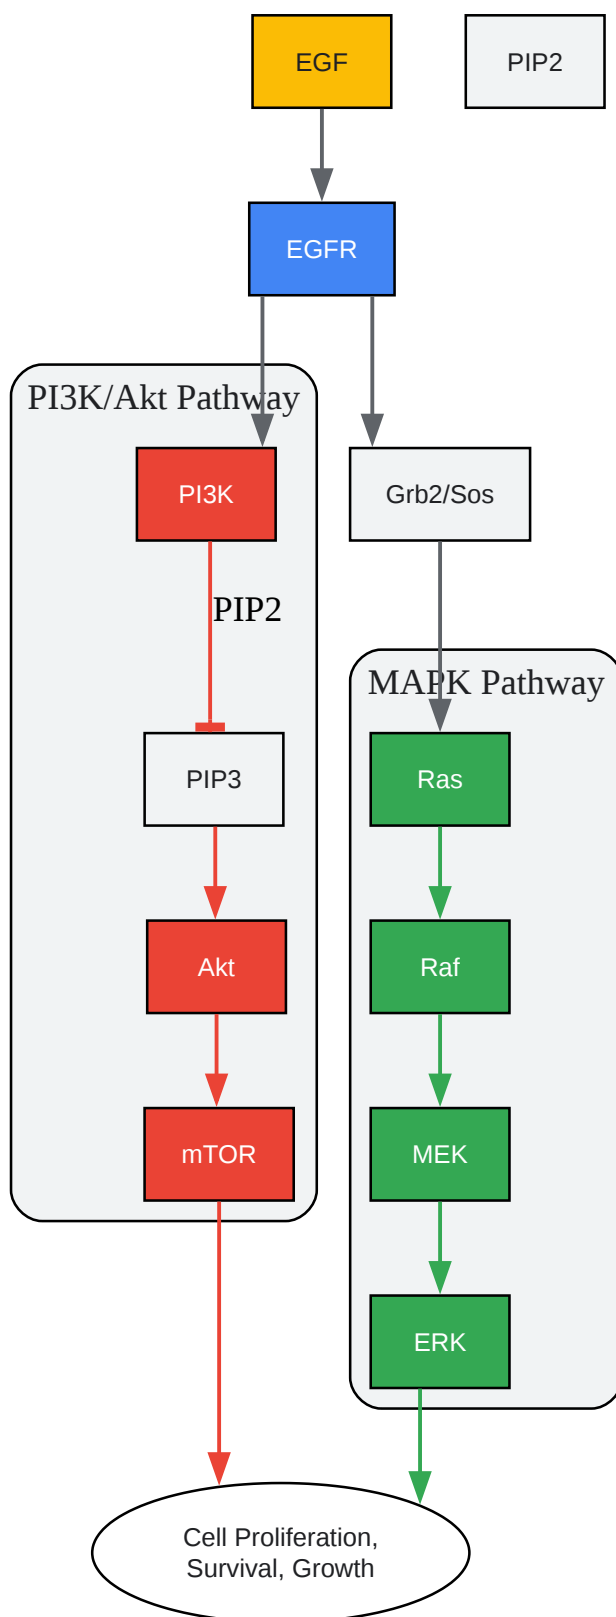 EGF
PIP2
EGFR
PI3K/Akt Pathway
PI3K
Grb2/Sos
PIP2
MAPK Pathway
PIP3
Ras
Akt
Raf
mTOR
MEK
ERK
Cell Proliferation,
Survival, Growth